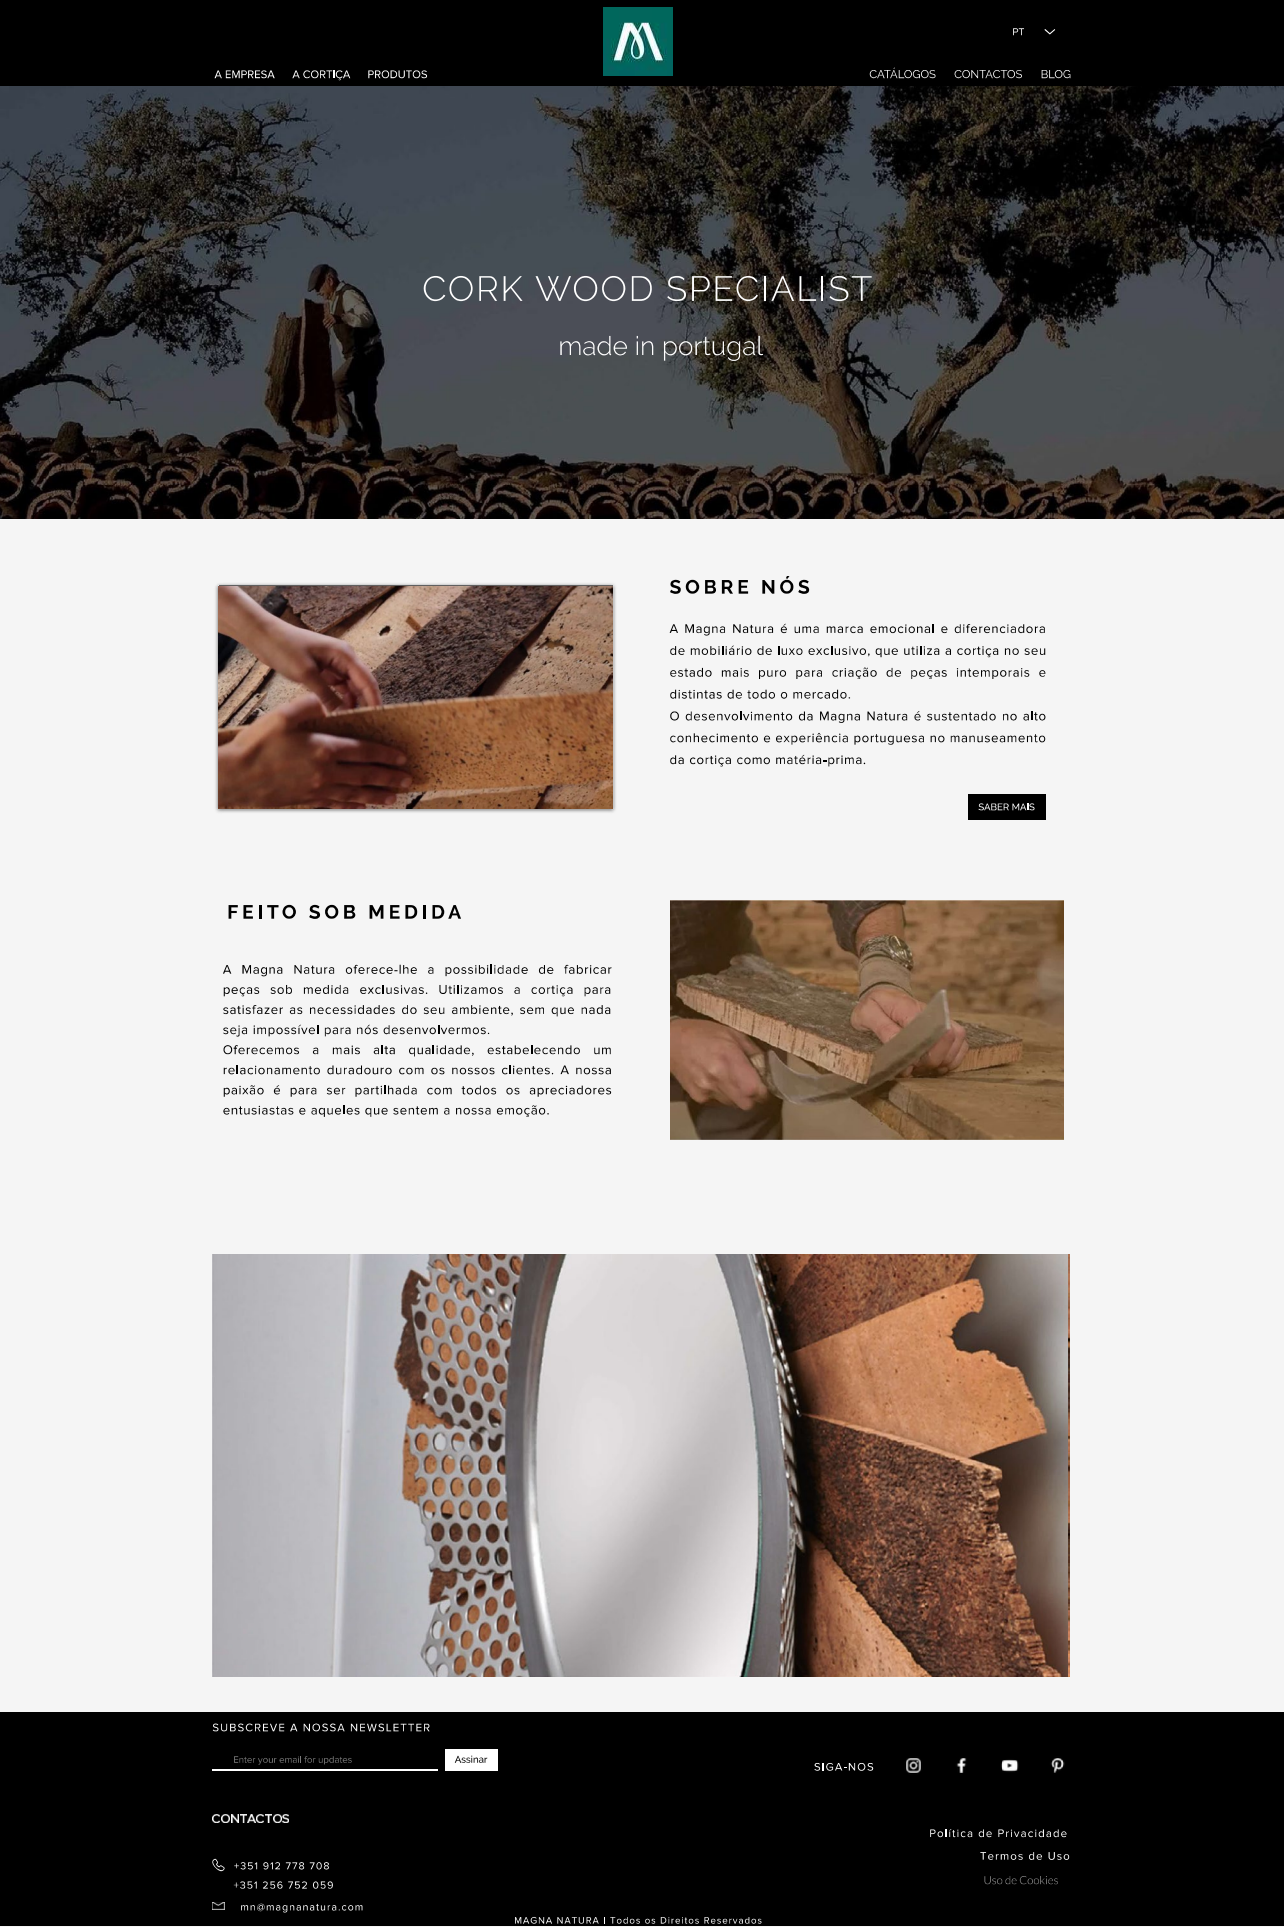 PT
A EMPRESA A CORTIÇA PRODUTOS
CATÁLOGOS CONTACTOS BLOG
CORK WOOD SPECIALIST
made in portugal
SOBRE NÓS
A Magna Natura é uma marca emocional e diferenciadora
de mobiliário de luxo exclusivo, que utiliza a cortiça no seu
estado mais puro para criação de peças intemporais e
distintas de todo o mercado.
O desenvolvimento da Magna Natura é sustentado no alto
conhecimento e experiência portuguesa no manuseamento
da cortiça como matéria-prima.
SABER MAIS
FEITO SOB MEDIDA
A Magna Natura oferece-lhe a possibilidade de fabricar
peças sob medida exclusivas. Utilizamos a cortiça para
satisfazer as necessidades do seu ambiente, sem que nada
seja impossível para nós desenvolvermos.
Oferecemos a mais alta qualidade, estabelecendo um
relacionamento duradouro com os nossos clientes. A nossa
paixão é para ser partilhada com todos os apreciadores
entusiastas e aqueles que sentem a nossa emoção.
SUBSCREVE A NOSSA NEWSLETTER
Enter your email for updates
Assinar
SIGA-NOS
CONTACTOS
+351 912 778 708
+351 256 752 059
mn@magnanatura.com
Política de Privacidade
Termos de Uso
Uso de Cookies
MAGNA NATURA | Todos os Direitos Reservados